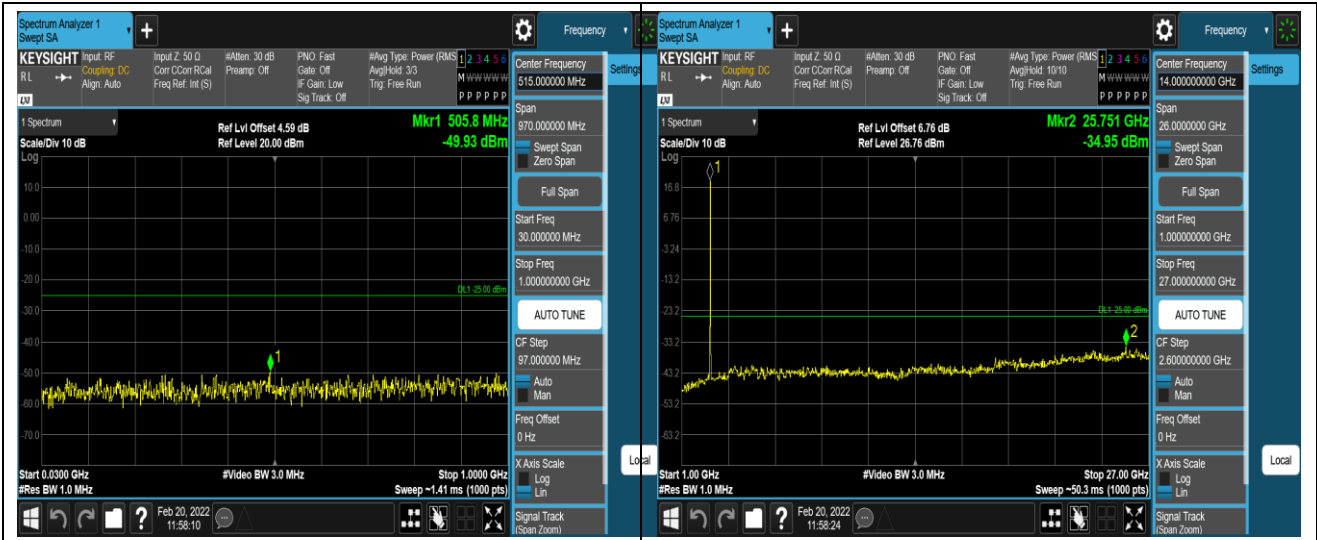 Spectrum Analyzer 1
Swept SA
+
Frequency
KEYSIGHT
Input: RF
Input Z: 50 Ω
#Atten: 30 dB
PNO: Fast
#Avg Type: Power (RMS
1 2 3 4 5 6
R L
Coupling: DC
Corr CCorr RCal
Preamp: Off
Gate: Off
Avg|Hold: 3/3
M W W W W W
Align: Auto
Freq Ref: Int (S)
IF Gain: Low
Trig: Free Run
LXI
Sig Track: Off
P P P P P P
1 Spectrum
Ref Lvl Offset 4.59 dB
Mkr1 505.8 MHz
Scale/Div 10 dB
Ref Level 20.00 dBm
-49.93 dBm
Log
10.0
0.00
-10.0
-20.0
DL1 -25.00 dBm
-30.0
-40.0
1
-50.0
-60.0
-70.0
Start 0.0300 GHz
#Video BW 3.0 MHz
Stop 1.0000 GHz
#Res BW 1.0 MHz
Sweep ~1.41 ms (1000 pts)
Center Frequency
515.000000 MHz
Settings
Span
970.000000 MHz
Swept Span
Zero Span
Full Span
Start Freq
30.000000 MHz
Stop Freq
1.000000000 GHz
AUTO TUNE
CF Step
97.000000 MHz
Auto
Man
Freq Offset
0 Hz
X Axis Scale
Log
Lin
Local
Signal Track
(Span Zoom)
?
Feb 20, 2022
11:58:10
Spectrum Analyzer 1
Swept SA
+
Frequency
KEYSIGHT
Input: RF
Input Z: 50 Ω
#Atten: 30 dB
PNO: Fast
#Avg Type: Power (RMS
1 2 3 4 5 6
R L
Coupling: DC
Corr CCorr RCal
Preamp: Off
Gate: Off
Avg|Hold: 10/10
M W W W W W
Align: Auto
Freq Ref: Int (S)
IF Gain: Low
Trig: Free Run
LXI
Sig Track: Off
P P P P P P
1 Spectrum
Ref Lvl Offset 6.76 dB
Mkr2 25.751 GHz
Scale/Div 10 dB
Ref Level 26.76 dBm
-34.95 dBm
Log
1
16.8
6.76
-3.24
-13.2
-23.2
DL1 -25.00 dBm
2
-33.2
-43.2
-53.2
-63.2
Start 1.00 GHz
#Video BW 3.0 MHz
Stop 27.00 GHz
#Res BW 1.0 MHz
Sweep ~50.3 ms (1000 pts)
Center Frequency
14.000000000 GHz
Settings
Span
26.0000000 GHz
Swept Span
Zero Span
Full Span
Start Freq
1.000000000 GHz
Stop Freq
27.000000000 GHz
AUTO TUNE
CF Step
2.600000000 GHz
Auto
Man
Freq Offset
0 Hz
X Axis Scale
Log
Lin
Local
Signal Track
(Span Zoom)
?
Feb 20, 2022
11:58:24